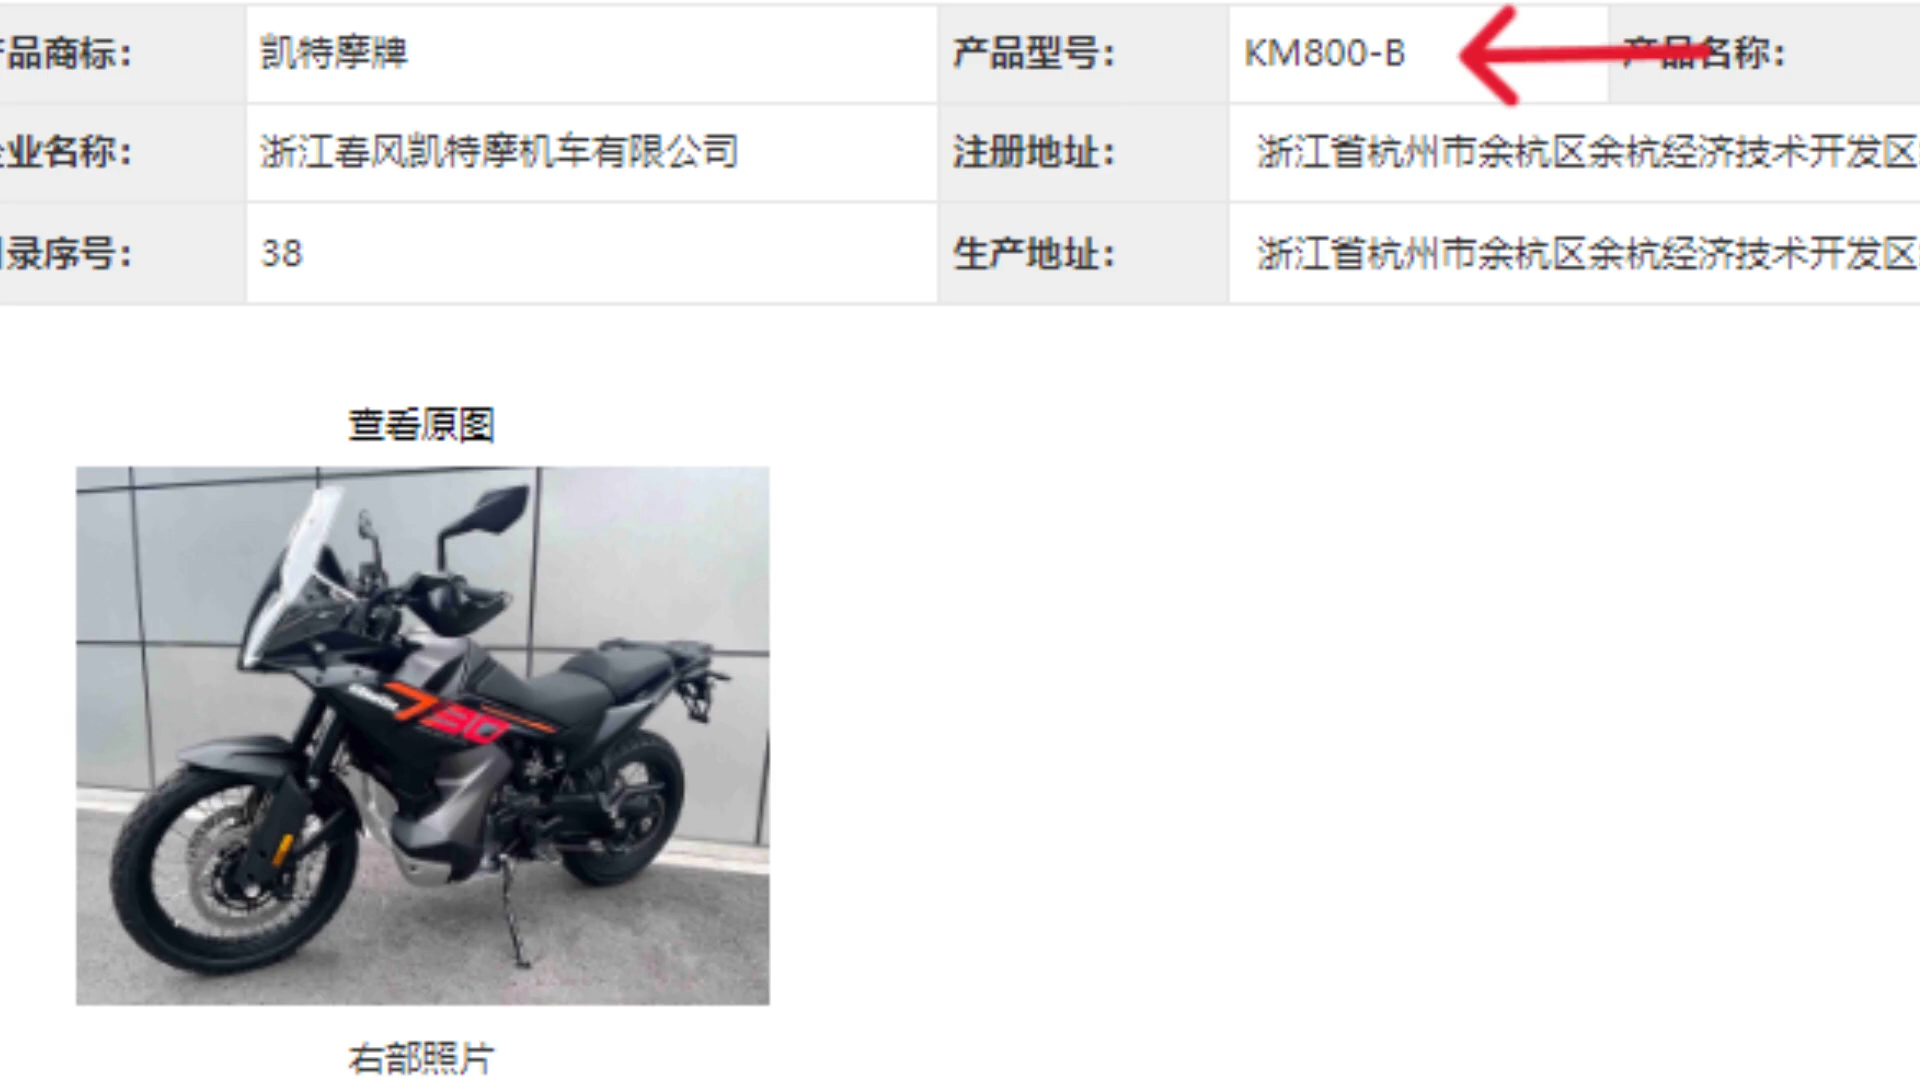 品商标： 凯特摩牌 产品型号： KM800-B 产品名称：
业名称： 浙江春风凯特摩机车有限公司 注册地址： 浙江省杭州市余杭区余杭经济技术开发区
录序号： 38 生产地址： 浙江省杭州市余杭区余杭经济技术开发区
查看原图
790
右部照片